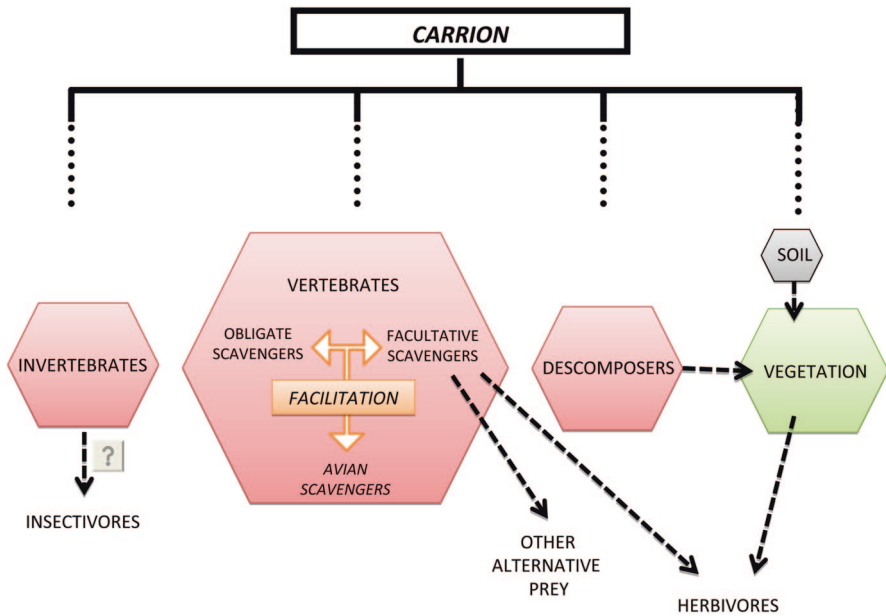 CARRION
SOIL
VERTEBRATES
OBLIGATE
SCAVENGERS
FACULTATIVE
SCAVENGERS
INVERTEBRATES
DESCOMPOSERS
VEGETATION
FACILITATION
?
AVIAN
SCAVENGERS
INSECTIVORES
OTHER
ALTERNATIVE
PREY
HERBIVORES